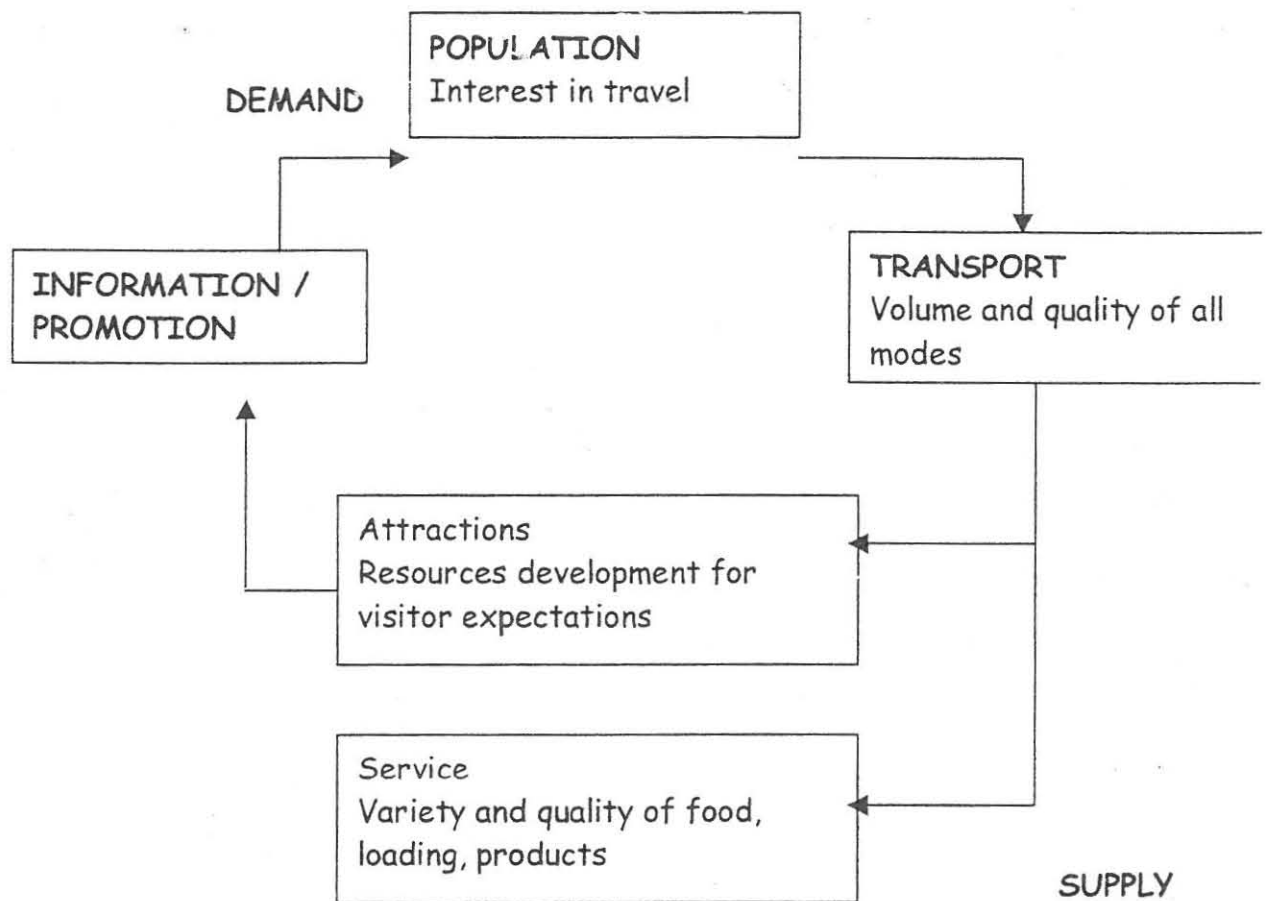 POPULATION
Interest in travel
DEMAND
INFORMATION /
PROMOTION
TRANSPORT
Volume and quality of all
modes
Attractions
Resources development for
visitor expectations
Service
Variety and quality of food,
loading, products
SUPPLY